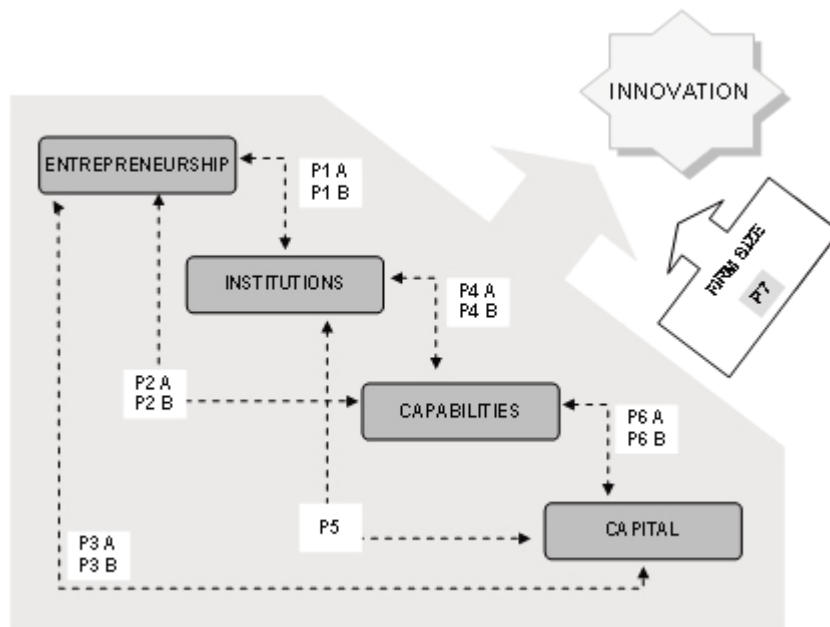 INNOVATION
ENTREPRENEURSHIP
P1 A
P1 B
FIRM SIZE
P7
INSTITUTIONS
P4 A
P4 B
P2 A
P2 B
CAPABILITIES
P6 A
P6 B
P5
CAPITAL
P3 A
P3 B